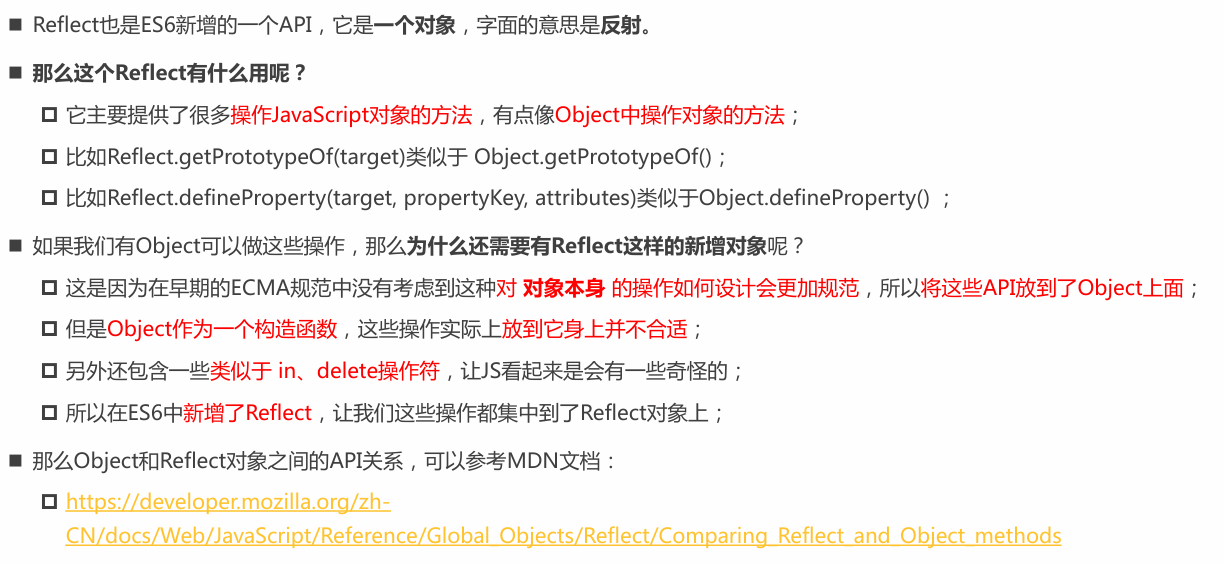 Reflect也是ES6新增的一个API，它是一个对象，字面的意思是反射。
那么这个Reflect有什么用呢？
它主要提供了很多操作JavaScript对象的方法，有点像Object中操作对象的方法；
比如Reflect.getPrototypeOf(target)类似于 Object.getPrototypeOf()；
比如Reflect.defineProperty(target, propertyKey, attributes)类似于Object.defineProperty() ；
如果我们有Object可以做这些操作，那么为什么还需要有Reflect这样的新增对象呢？
这是因为在早期的ECMA规范中没有考虑到这种对 对象本身 的操作如何设计会更加规范，所以将这些API放到了Object上面；
但是Object作为一个构造函数，这些操作实际上放到它身上并不合适；
另外还包含一些类似于 in、delete操作符，让JS看起来是会有一些奇怪的；
所以在ES6中新增了Reflect，让我们这些操作都集中到了Reflect对象上；
那么Object和Reflect对象之间的API关系，可以参考MDN文档：
https://developer.mozilla.org/zh-
CN/docs/Web/JavaScript/Reference/Global_Objects/Reflect/Comparing_Reflect_and_Object_methods